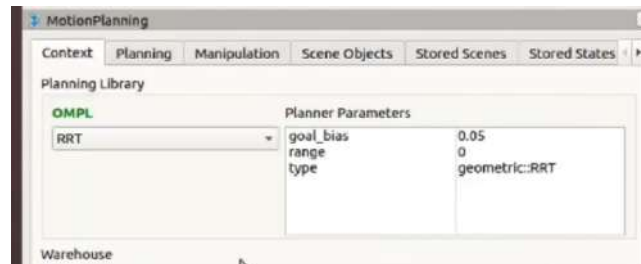 MotionPlanning
Context Planning Manipulation Scene Objects Stored Scenes Stored States
Planning Library
OMPL
Planner Parameters
RRT
goal_bias 0.05
range 0
type geometric::RRT
Warehouse